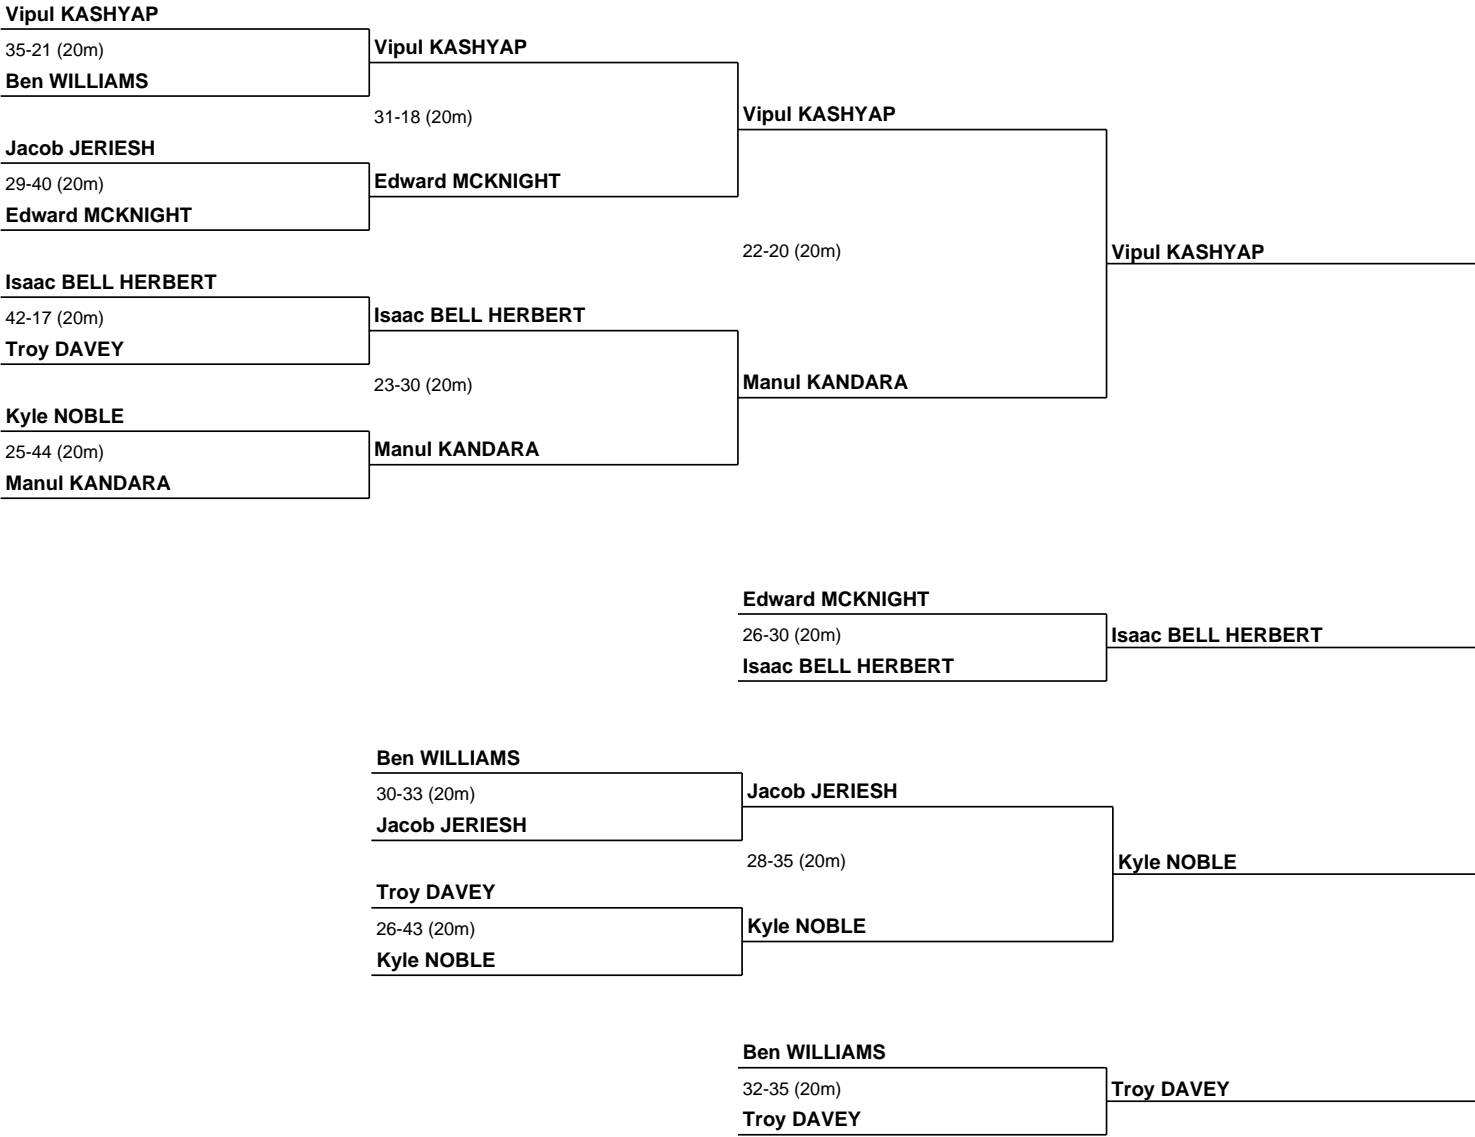 Vipul KASHYAP
35-21 (20m)
Ben WILLIAMS
Vipul KASHYAP
31-18 (20m)
Jacob JERIESH
29-40 (20m)
Edward MCKNIGHT
Edward MCKNIGHT
Vipul KASHYAP
22-20 (20m)
Vipul KASHYAP
Isaac BELL HERBERT
42-17 (20m)
Troy DAVEY
Isaac BELL HERBERT
23-30 (20m)
Kyle NOBLE
25-44 (20m)
Manul KANDARA
Manul KANDARA
Manul KANDARA
Edward MCKNIGHT
26-30 (20m)
Isaac BELL HERBERT
Isaac BELL HERBERT
Ben WILLIAMS
30-33 (20m)
Jacob JERIESH
Jacob JERIESH
28-35 (20m)
Kyle NOBLE
Troy DAVEY
26-43 (20m)
Kyle NOBLE
Kyle NOBLE
Ben WILLIAMS
32-35 (20m)
Troy DAVEY
Troy DAVEY